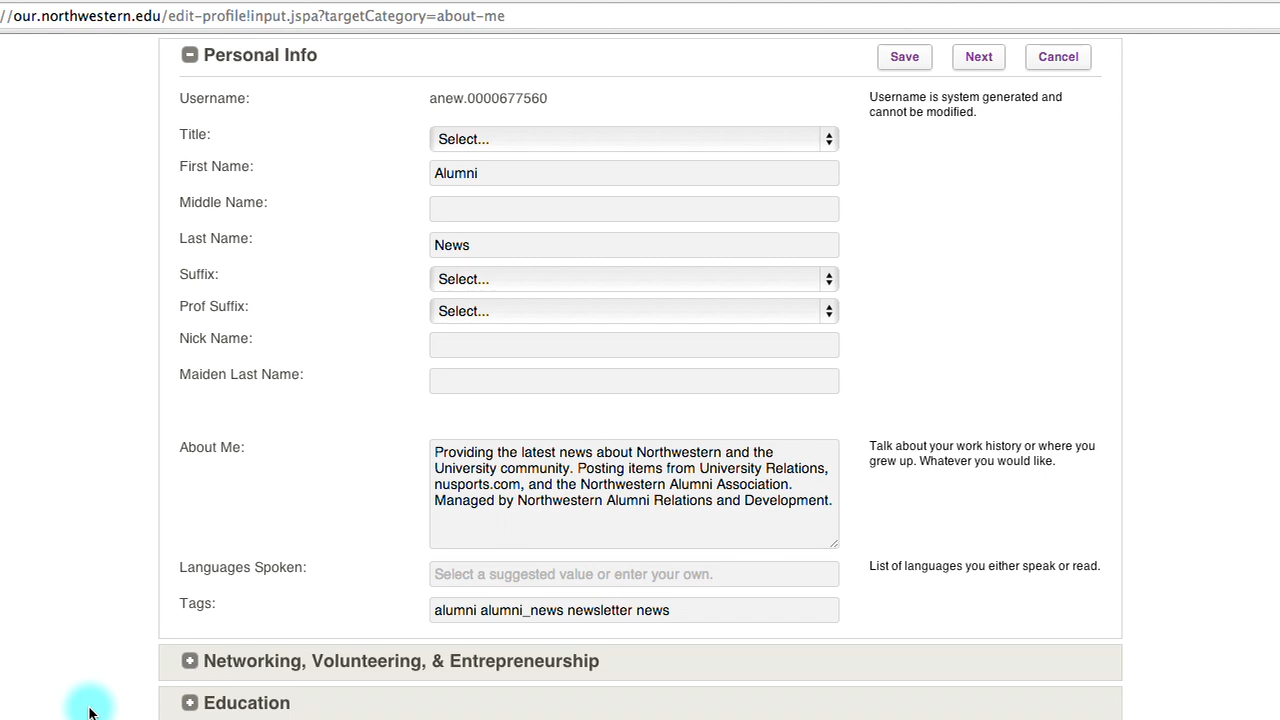 //our.northwestern.edu/edit-profile!input.jspa?targetCategory=about-me
Personal Info
Save
Next
Cancel
Username:
anew.0000677560
Username is system generated and
cannot be modified.
Title:
Select...
First Name:
Alumni
Middle Name:
Last Name:
News
Suffix:
Select...
Prof Suffix:
Select...
Nick Name:
Maiden Last Name:
About Me:
Providing the latest news about Northwestern and the
University community. Posting items from University Relations,
nusports.com, and the Northwestern Alumni Association.
Managed by Northwestern Alumni Relations and Development.
Talk about your work history or where you
grew up. Whatever you would like.
Languages Spoken:
Select a suggested value or enter your own.
List of languages you either speak or read.
Tags:
alumni alumni_news newsletter news
Networking, Volunteering, & Entrepreneurship
Education